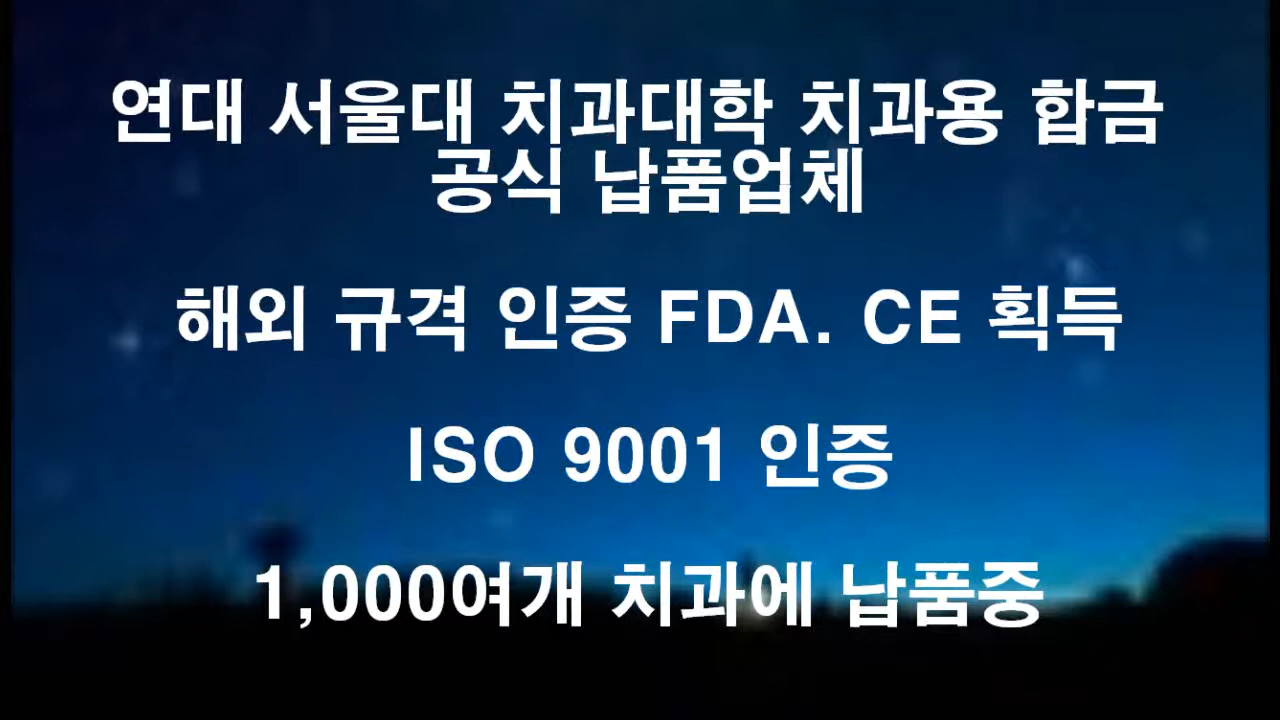 연대 서울대 치과대학 치과용 합금
공식 납품업체
해외 규격 인증 FDA. CE 획득
ISO 9001 인증
1,000여개 치과에 납품중